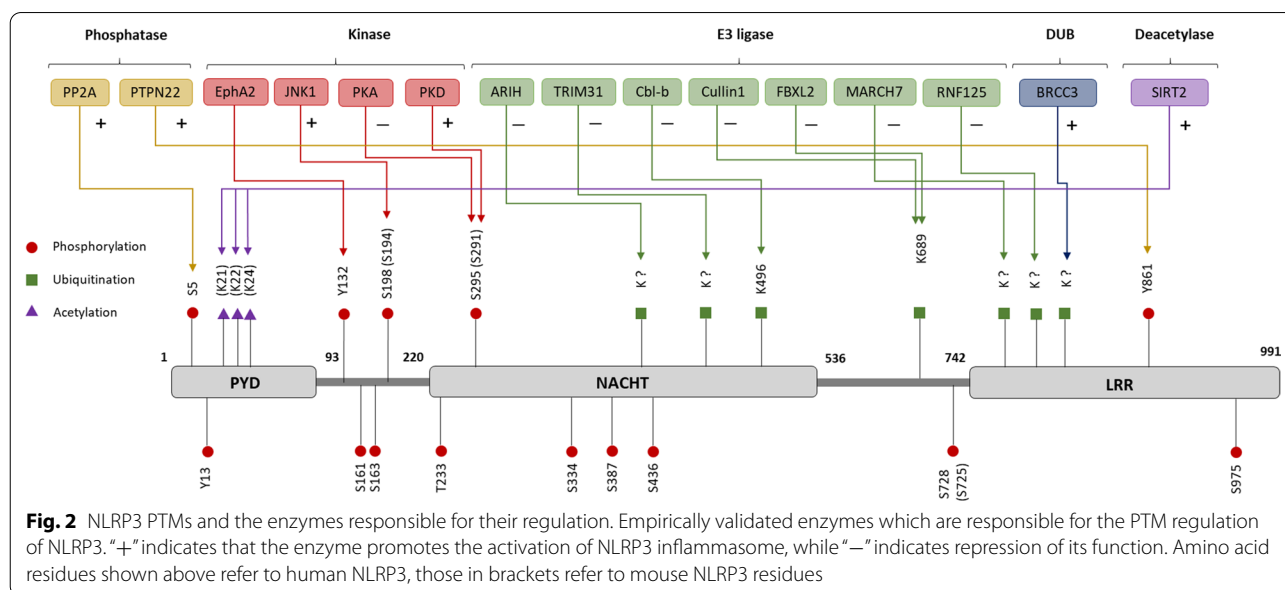 Phosphatase Kinase E3 ligase DUB Deacetylase
PP2A PTPN22 EphA2 JNK1 PKA PKD ARIH TRIM31 Cbl-b Cullin1 FBXL2 MARCH7 RNF125 BRCC3 SIRT2
+ + + − + − − − − − − − + +
Phosphorylation
Ubiquitination
Acetylation
S5 (K21) (K22) (K24) Y132 S198 (S194) S295 (S291) K ? K ? K496 K689 K ? K ? K ? Y861
1 93 220 536 742 991
PYD NACHT LRR
Y13 S161 S163 T233 S334 S387 S436 S728 (S725) S975
Fig. 2 NLRP3 PTMs and the enzymes responsible for their regulation. Empirically validated enzymes which are responsible for the PTM regulation
of NLRP3. “+” indicates that the enzyme promotes the activation of NLRP3 inflammasome, while “−” indicates repression of its function. Amino acid
residues shown above refer to human NLRP3, those in brackets refer to mouse NLRP3 residues